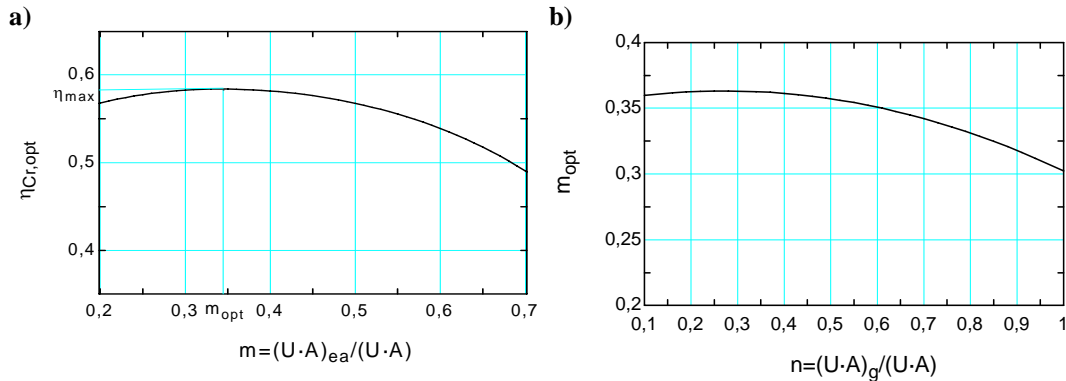 a)
0,6
ηmax
0,5
0,4
ηCr,opt
0,2 0,3 mopt 0,4 0,5 0,6 0,7
m=(U·A)ea/(U·A)
b)
0,4
0,35
0,3
0,25
0,2
mopt
0,1 0,2 0,3 0,4 0,5 0,6 0,7 0,8 0,9 1
n=(U·A)g/(U·A)